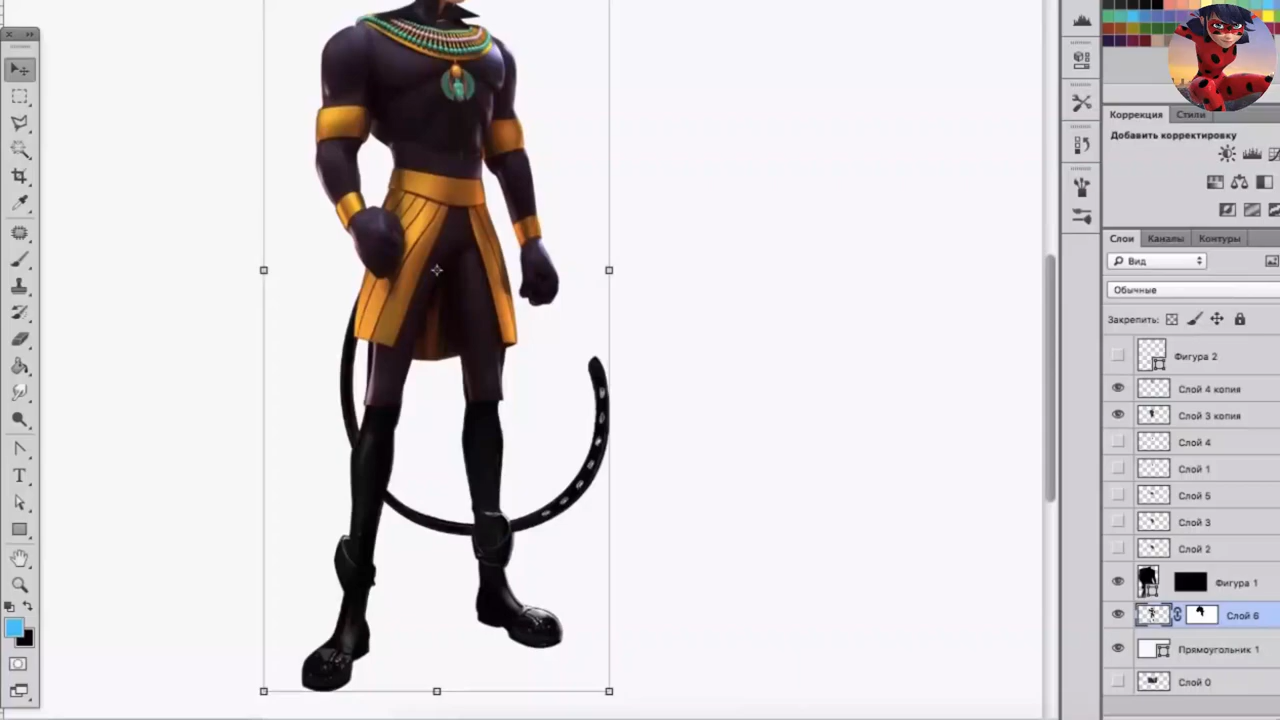 Коррекция Стили
Добавить корректировку
Слои Каналы Контуры
Вид
Обычные
Закрепить:
Фигура 2
Слой 4 копия
Слой 3 копия
Слой 4
Слой 1
Слой 5
Слой 3
Слой 2
Фигура 1
Слой 6
Прямоугольник 1
Слой 0